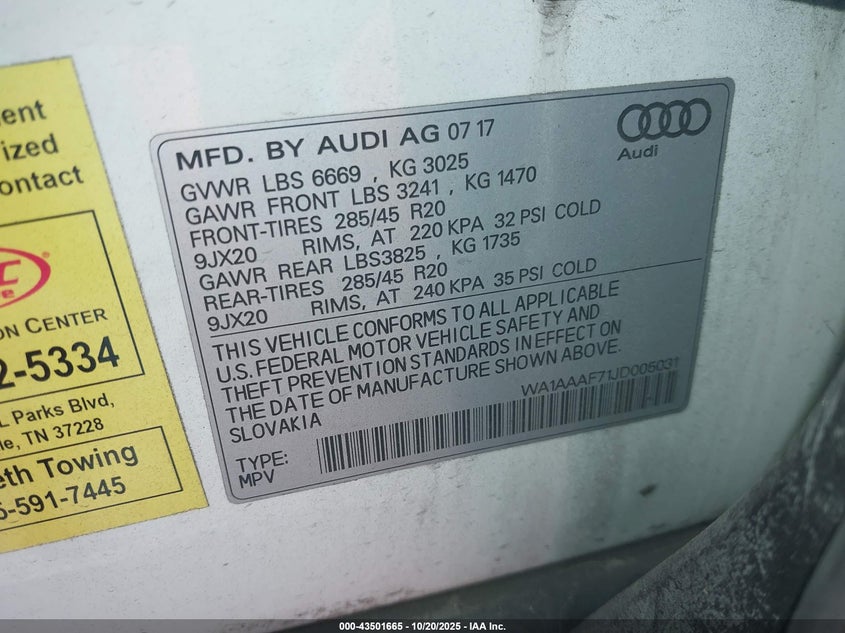 ent
ized
ontact
C
e
ON CENTER
2-5334
L Parks Blvd,
le, TN 37228
eth Towing
5-591-7445
MFD. BY AUDI AG 07 17
Audi
GVWR LBS 6669 , KG 3025
GAWR FRONT LBS 3241 , KG 1470
FRONT-TIRES 285/45 R20
9JX20 RIMS, AT 220 KPA 32 PSI COLD
GAWR REAR LBS3825 , KG 1735
REAR-TIRES 285/45 R20
9JX20 RIMS, AT 240 KPA 35 PSI COLD
THIS VEHICLE CONFORMS TO ALL APPLICABLE
U.S. FEDERAL MOTOR VEHICLE SAFETY AND
THEFT PREVENTION STANDARDS IN EFFECT ON
THE DATE OF MANUFACTURE SHOWN ABOVE.
SLOVAKIA
WA1AAAF71JD005031
TYPE:
MPV
000-43501665 - 10/20/2025 - IAA Inc.